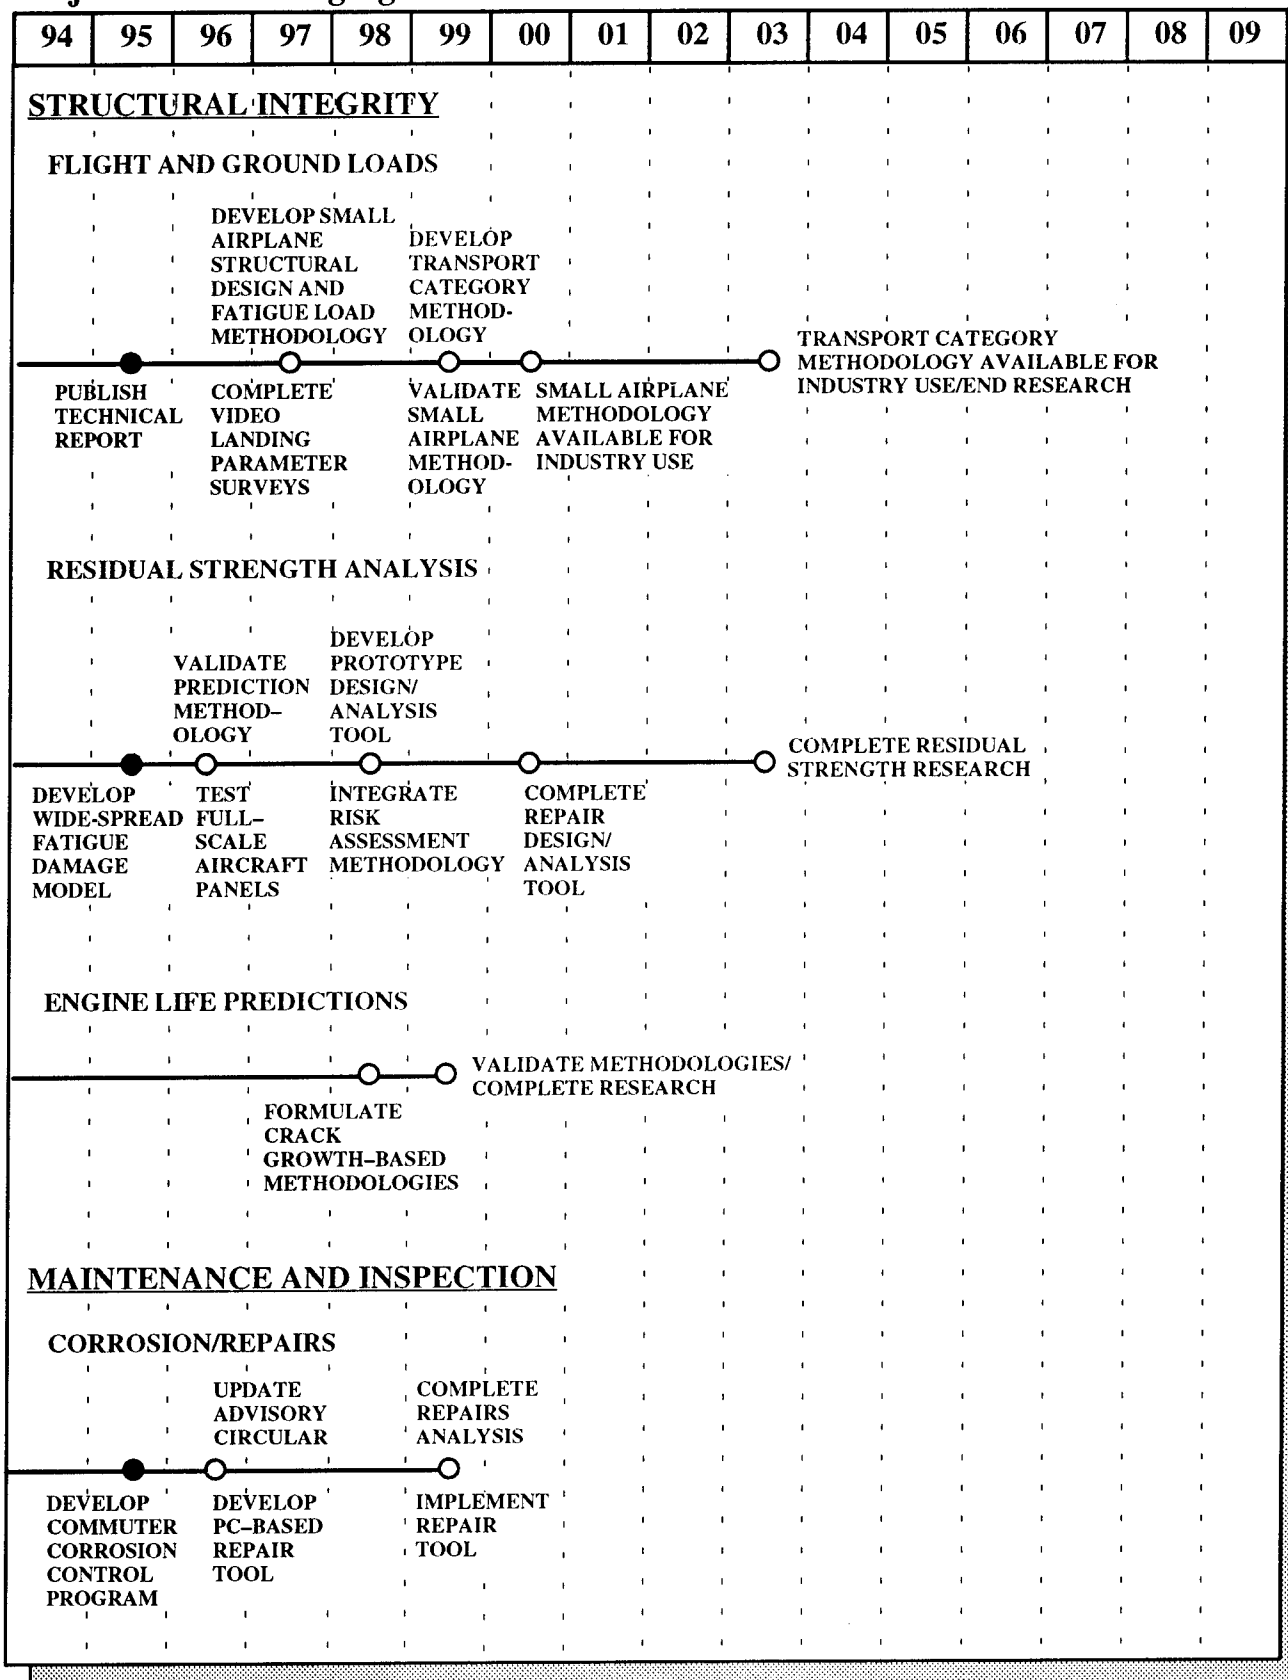 94 95 96 97 98 99 00 01 02 03 04 05 06 07 08 09
STRUCTURAL INTEGRITY
FLIGHT AND GROUND LOADS
DEVELOP SMALL
AIRPLANE
STRUCTURAL
DESIGN AND
FATIGUE LOAD
METHODOLOGY
DEVELOP
TRANSPORT
CATEGORY
METHOD-
OLOGY
TRANSPORT CATEGORY
METHODOLOGY AVAILABLE FOR
INDUSTRY USE/END RESEARCH
PUBLISH
TECHNICAL
REPORT
COMPLETE
VIDEO
LANDING
PARAMETER
SURVEYS
VALIDATE
SMALL
AIRPLANE
METHOD-
OLOGY
SMALL AIRPLANE
METHODOLOGY
AVAILABLE FOR
INDUSTRY USE
RESIDUAL STRENGTH ANALYSIS
VALIDATE
PREDICTION
METHOD–
OLOGY
DEVELOP
PROTOTYPE
DESIGN/
ANALYSIS
TOOL
COMPLETE RESIDUAL
STRENGTH RESEARCH
DEVELOP
WIDE-SPREAD
FATIGUE
DAMAGE
MODEL
TEST
FULL–
SCALE
AIRCRAFT
PANELS
INTEGRATE
RISK
ASSESSMENT
METHODOLOGY
COMPLETE
REPAIR
DESIGN/
ANALYSIS
TOOL
ENGINE LIFE PREDICTIONS
VALIDATE METHODOLOGIES/
COMPLETE RESEARCH
FORMULATE
CRACK
GROWTH–BASED
METHODOLOGIES
MAINTENANCE AND INSPECTION
CORROSION/REPAIRS
UPDATE
ADVISORY
CIRCULAR
COMPLETE
REPAIRS
ANALYSIS
DEVELOP
COMMUTER
CORROSION
CONTROL
PROGRAM
DEVELOP
PC–BASED
REPAIR
TOOL
IMPLEMENT
REPAIR
TOOL